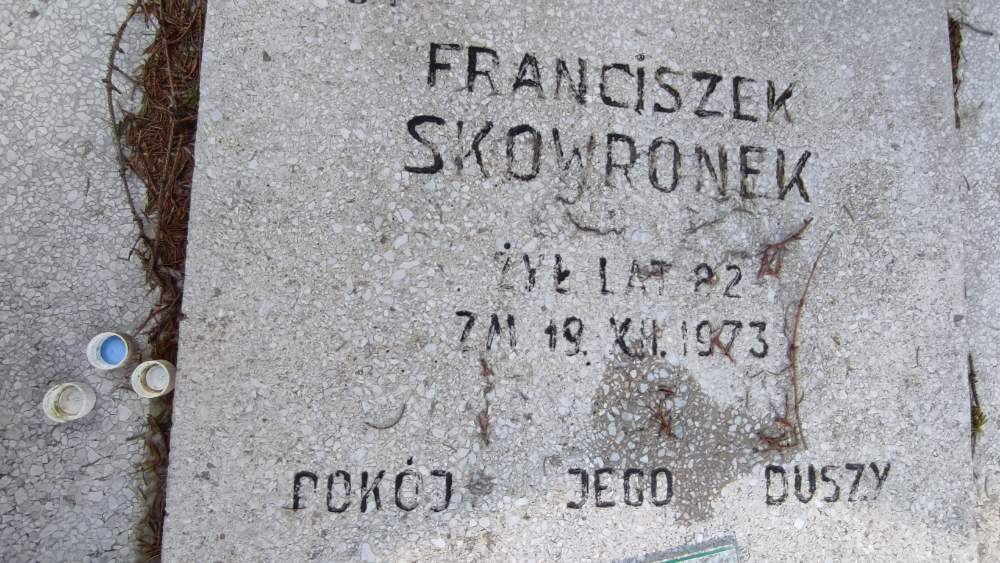 FRANCISZEK
SKOWRONEK
ŻYŁ LAT 82
ZM 19. XII. 1973
POKÓJ JEGO DUSZY